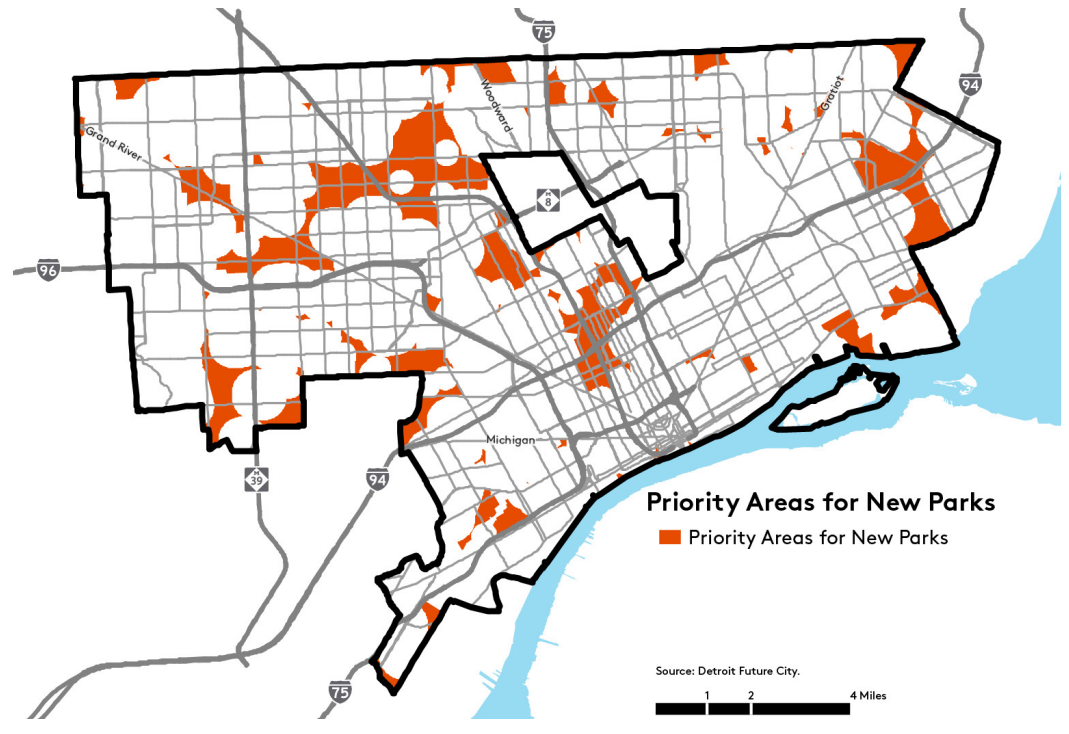 75
94
Woodward
Gratiot
Grand River
M
8
96
Michigan
M
39
94
Priority Areas for New Parks
Priority Areas for New Parks
Source: Detroit Future City.
75
1 2 4 Miles